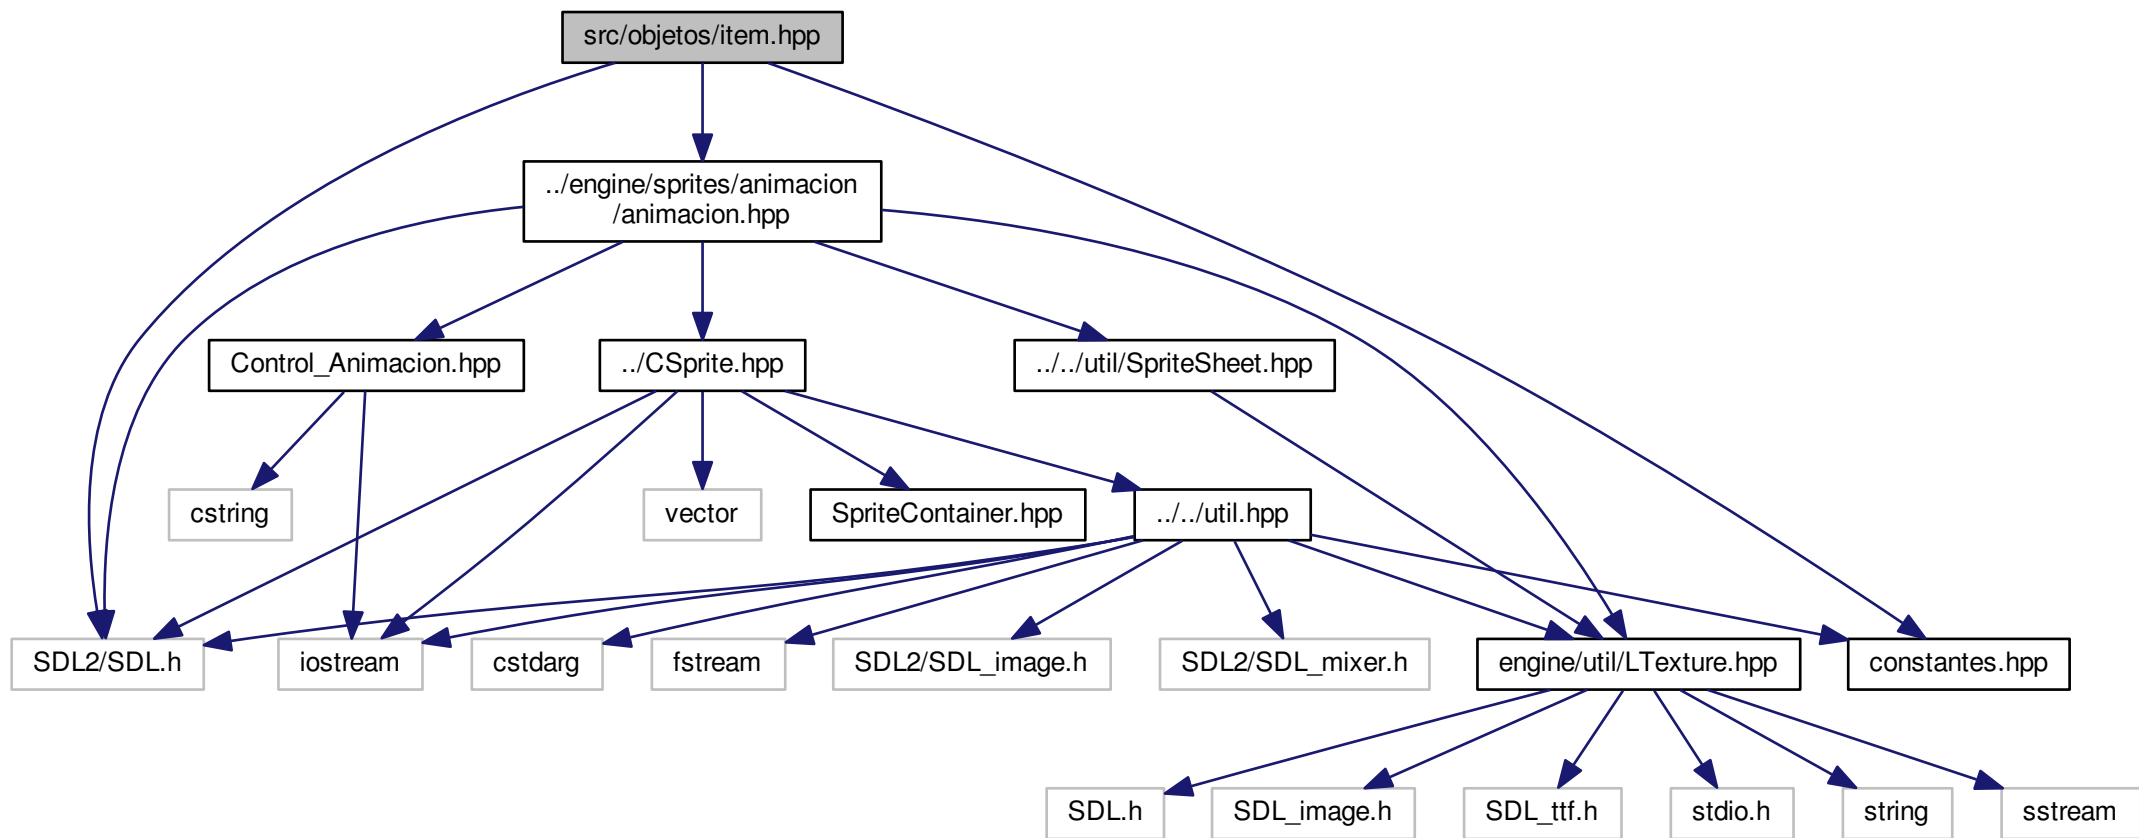 src/objetos/item.hpp
../engine/sprites/animacion
/animacion.hpp
Control_Animacion.hpp
../CSprite.hpp
../../util/SpriteSheet.hpp
cstring
vector
SpriteContainer.hpp
../../util.hpp
SDL2/SDL.h
iostream
cstdarg
fstream
SDL2/SDL_image.h
SDL2/SDL_mixer.h
engine/util/LTexture.hpp
constantes.hpp
SDL.h
SDL_image.h
SDL_ttf.h
stdio.h
string
sstream